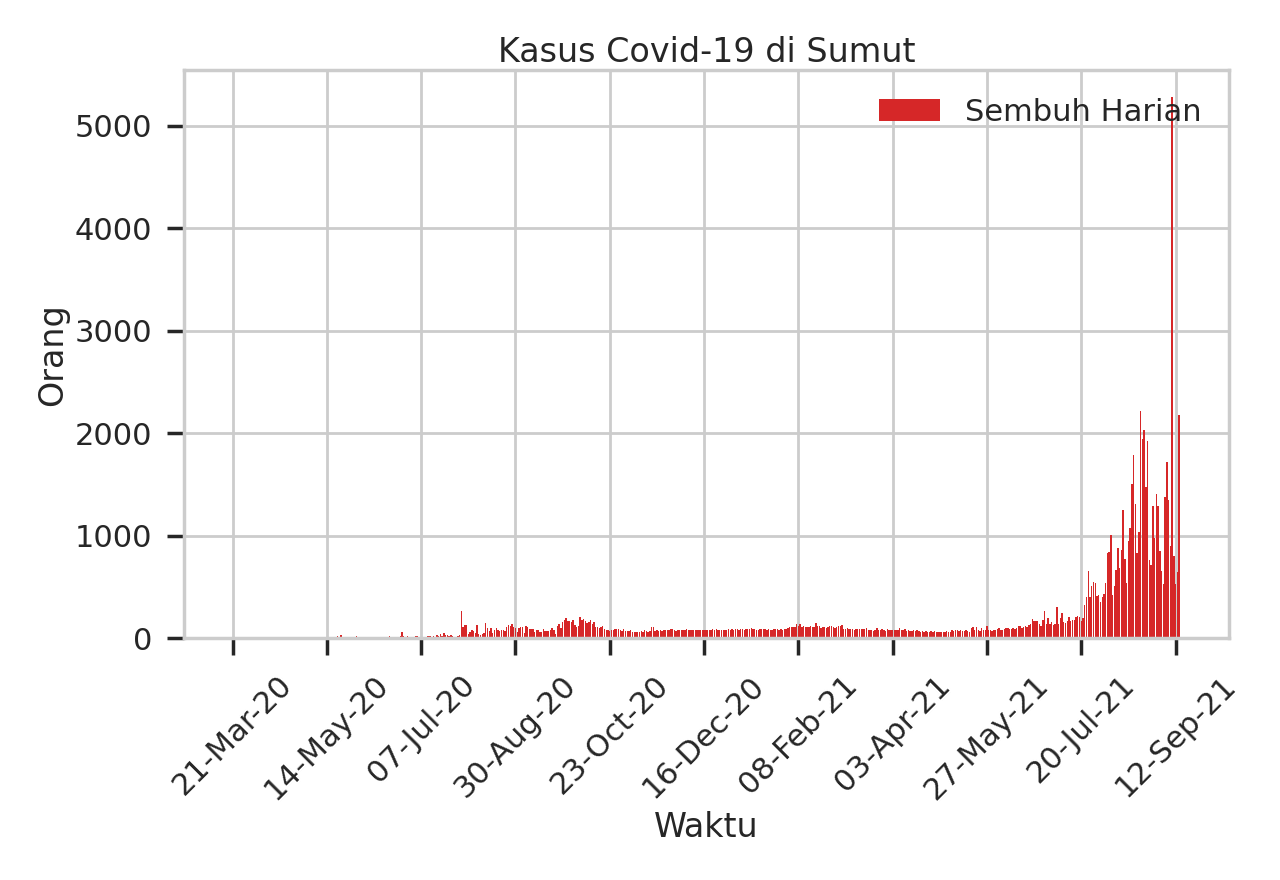 Kasus Covid-19 di Sumut
Sembuh Harian
Orang
5000
4000
3000
2000
1000
0
21-Mar-20
14-May-20
07-Jul-20
30-Aug-20
23-Oct-20
16-Dec-20
08-Feb-21
03-Apr-21
27-May-21
20-Jul-21
12-Sep-21
Waktu